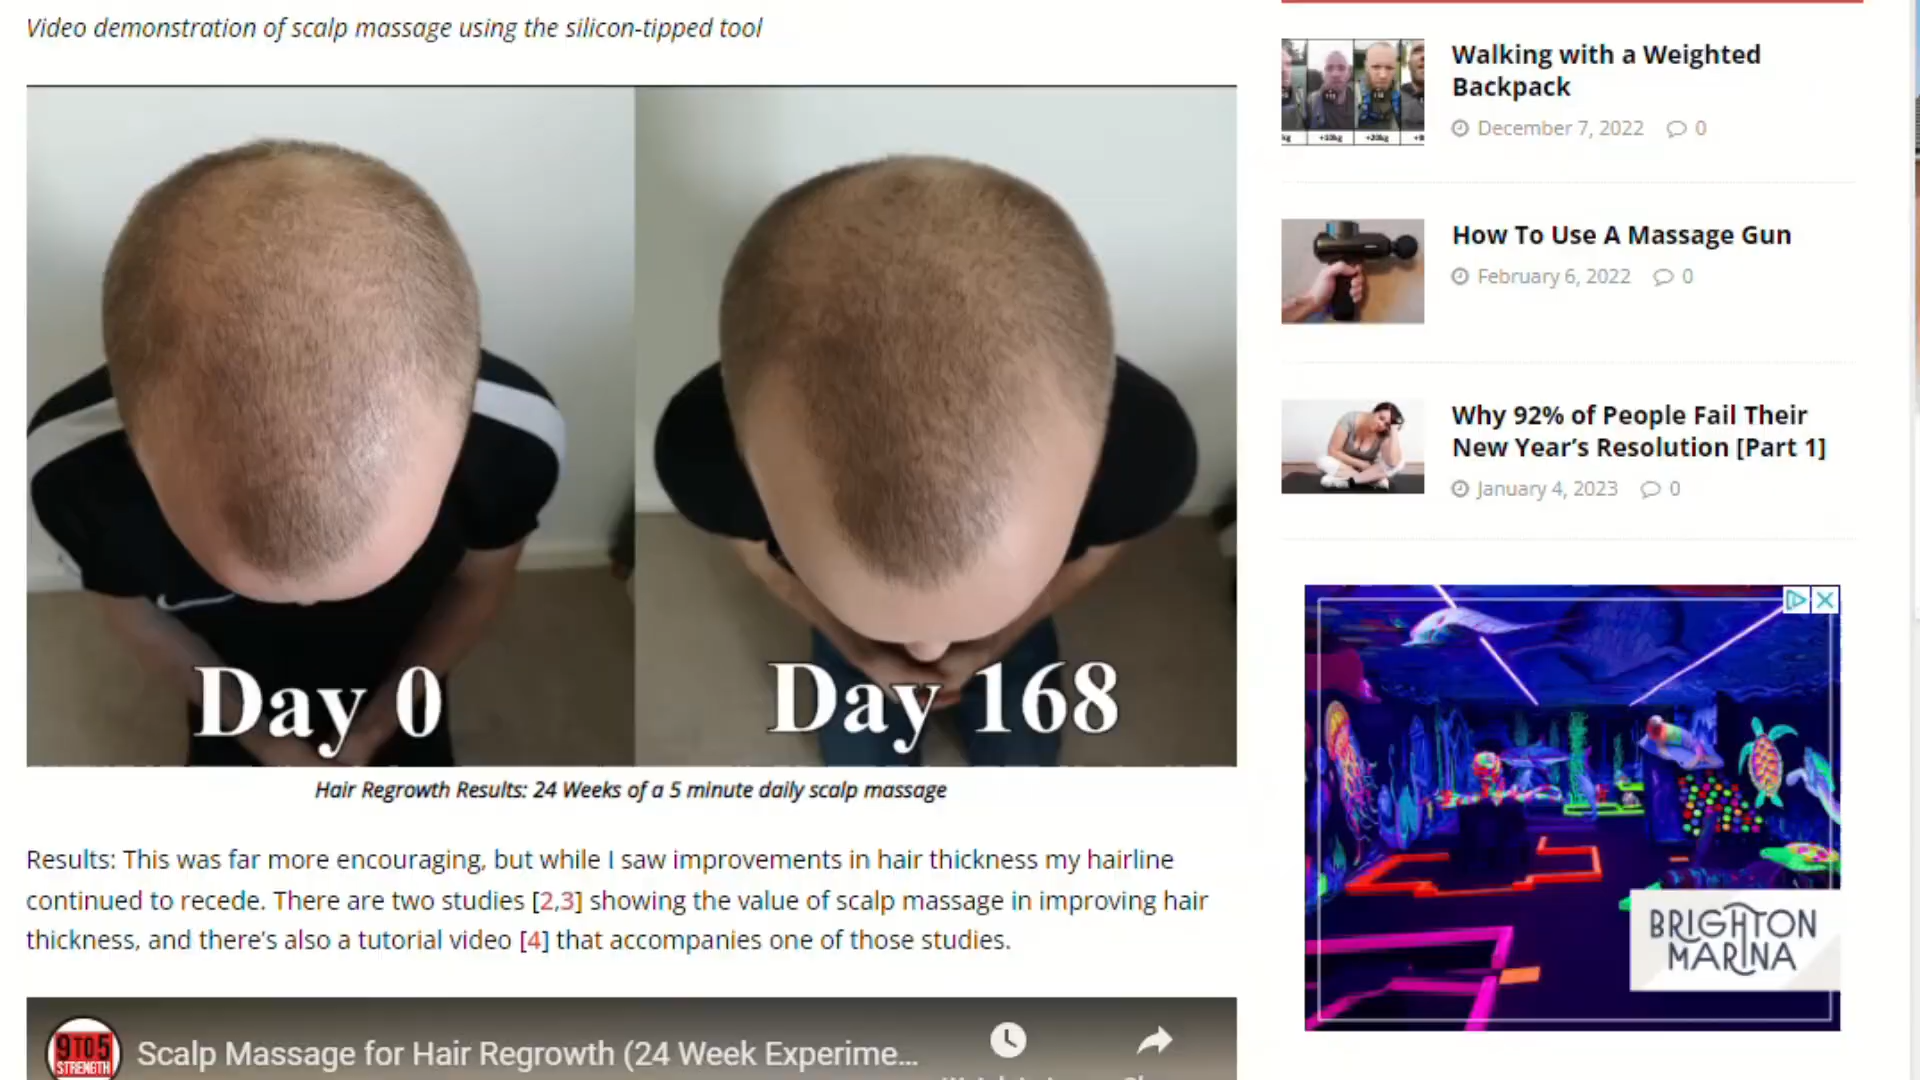 Video demonstration of scalp massage using the silicon-tipped tool
Day 0
Day 168
Hair Regrowth Results: 24 Weeks of a 5 minute daily scalp massage
Results: This was far more encouraging, but while I saw improvements in hair thickness my hairline
continued to recede. There are two studies [2,3] showing the value of scalp massage in improving hair
thickness, and there's also a tutorial video [4] that accompanies one of those studies.
9TO5
STRENGTH
Scalp Massage for Hair Regrowth (24 Week Experime...
Walking with a Weighted
Backpack
December 7, 2022 0
+10kg +20kg
How To Use A Massage Gun
February 6, 2022 0
Why 92% of People Fail Their
New Year's Resolution [Part 1]
January 4, 2023 0
BRIGHTON
MARINA